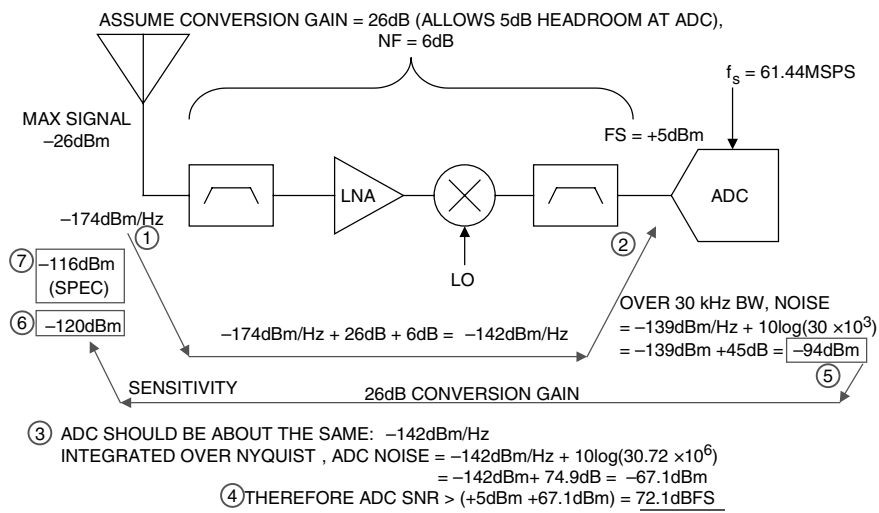 ASSUME CONVERSION GAIN = 26dB (ALLOWS 5dB HEADROOM AT ADC),
NF = 6dB
fs = 61.44MSPS
MAX SIGNAL
–26dBm
FS = +5dBm
LNA
ADC
–174dBm/Hz
①
②
LO
⑦ –116dBm
(SPEC)
⑥ –120dBm
–174dBm/Hz + 26dB + 6dB = –142dBm/Hz
OVER 30 kHz BW, NOISE
= –139dBm/Hz + 10log(30 ×10³)
= –139dBm +45dB = –94dBm
⑤
SENSITIVITY
26dB CONVERSION GAIN
③ ADC SHOULD BE ABOUT THE SAME: –142dBm/Hz
INTEGRATED OVER NYQUIST , ADC NOISE = –142dBm/Hz + 10log(30.72 ×10⁶)
= –142dBm+ 74.9dB = –67.1dBm
④ THEREFORE ADC SNR > (+5dBm +67.1dBm) = 72.1dBFS